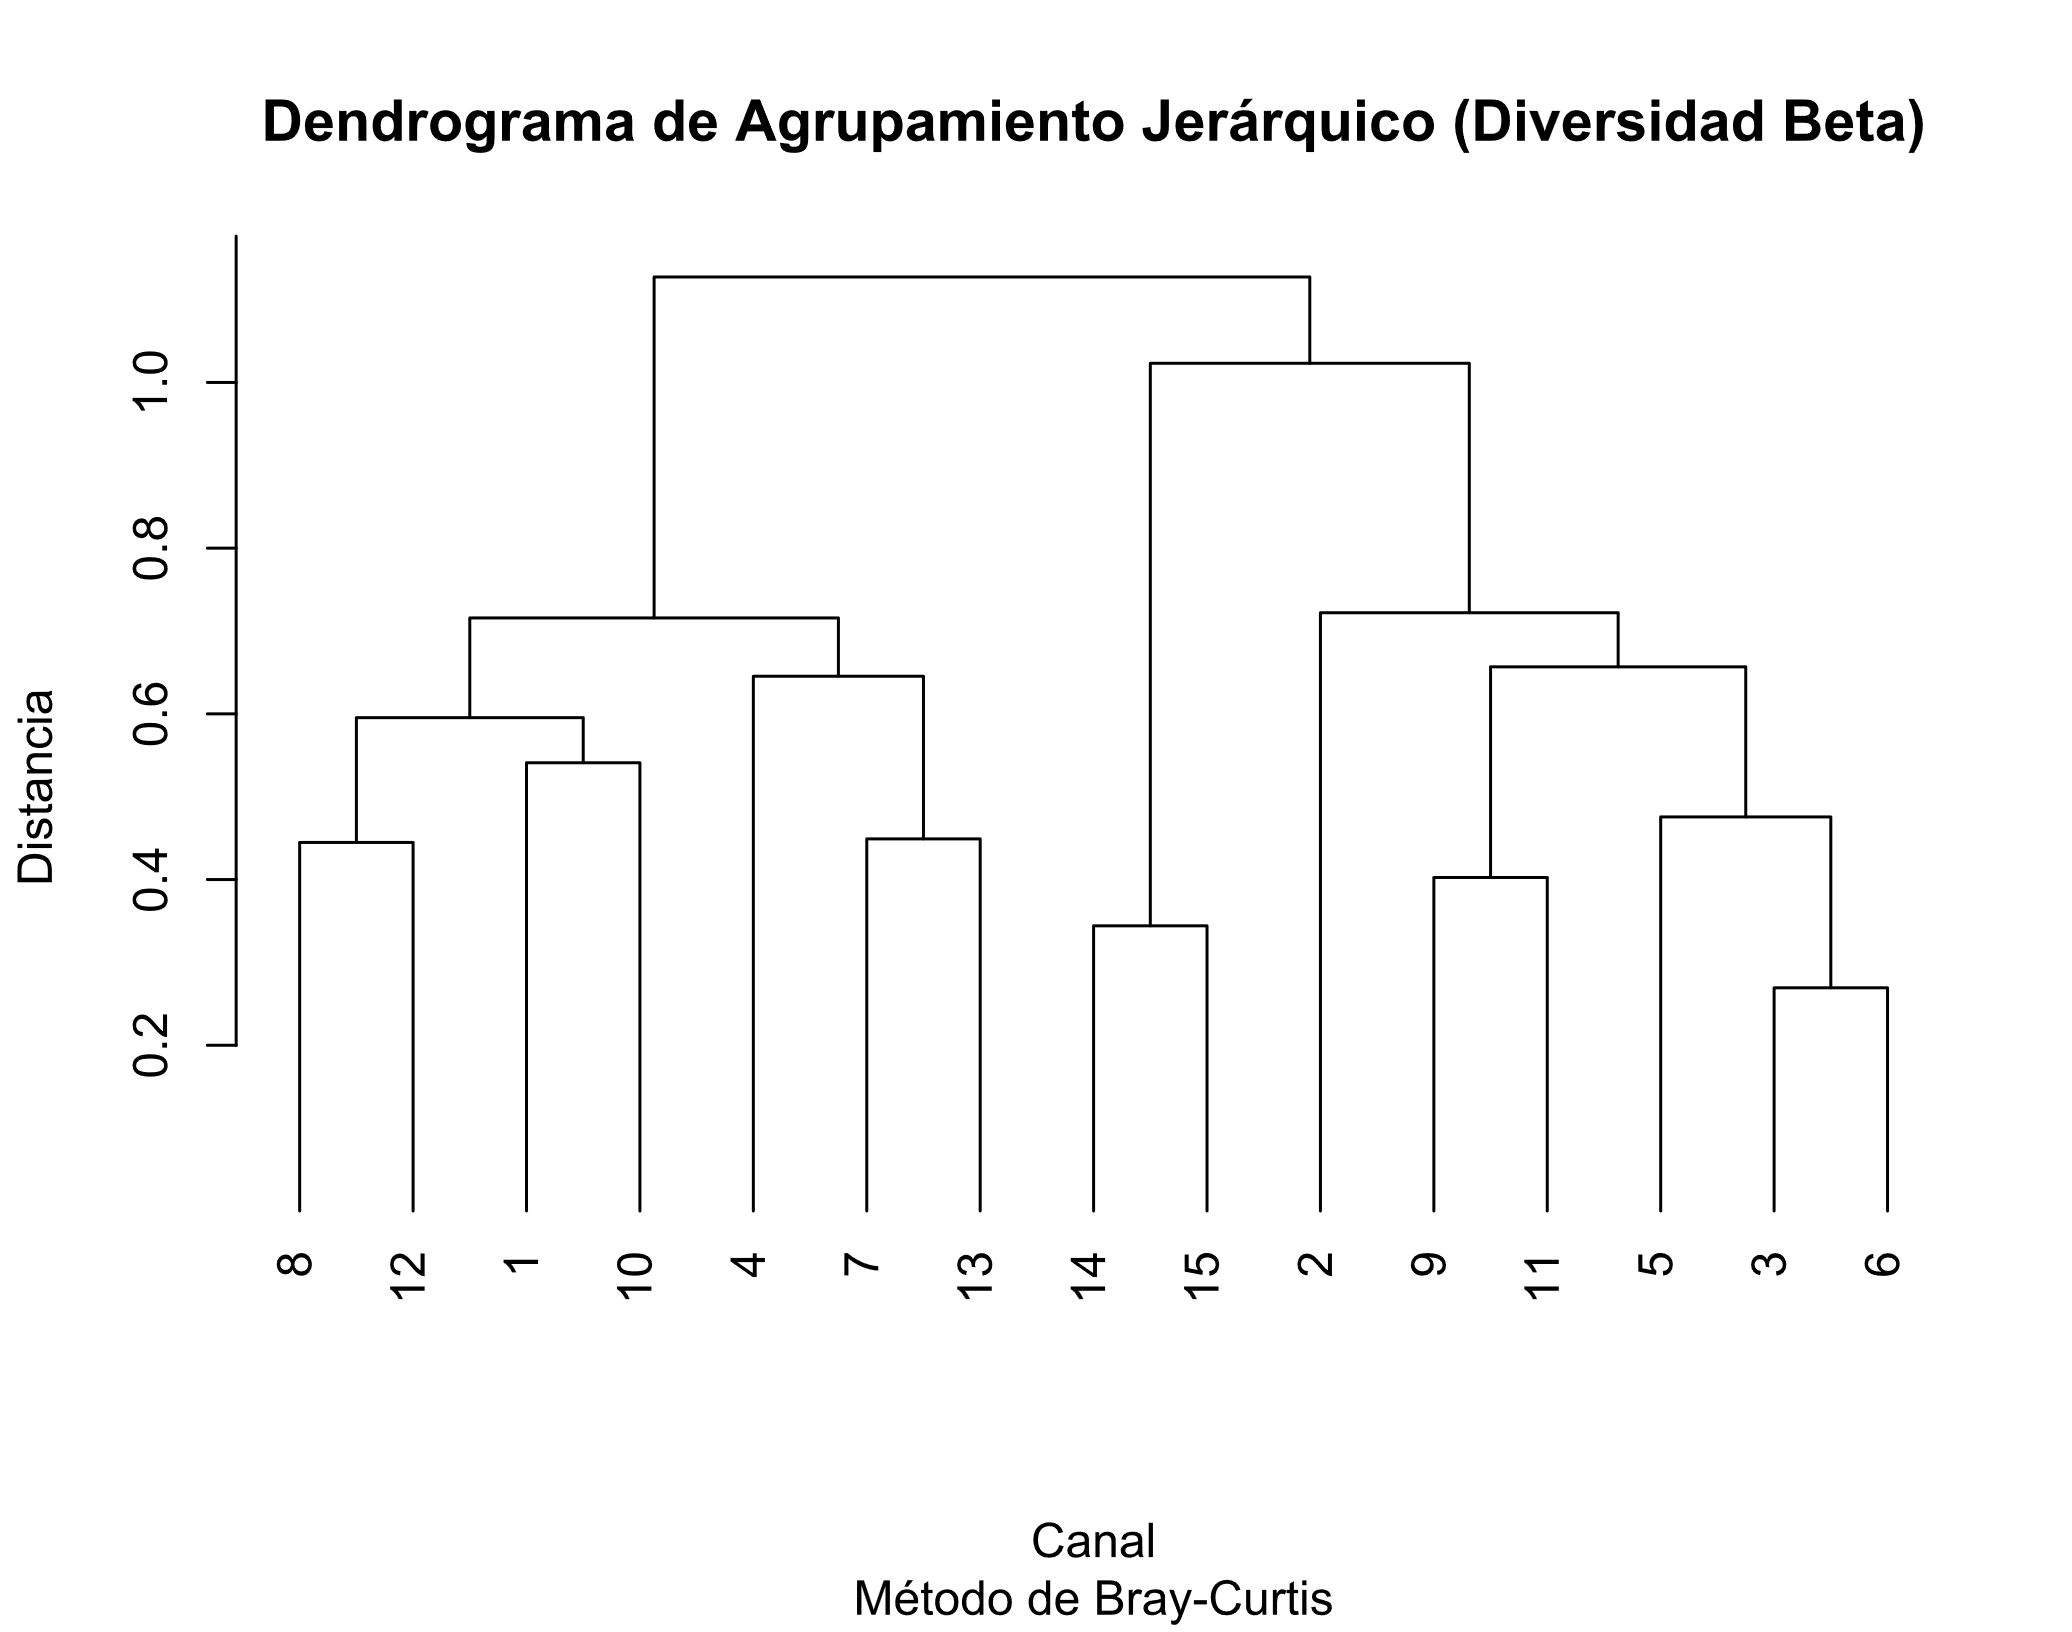 Dendrograma de Agrupamiento Jerárquico (Diversidad Beta)
Distancia
1.0
0.8
0.6
0.4
0.2
8 12 1 10 4 7 13 14 15 2 9 11 5 3 6
Canal
Método de Bray-Curtis